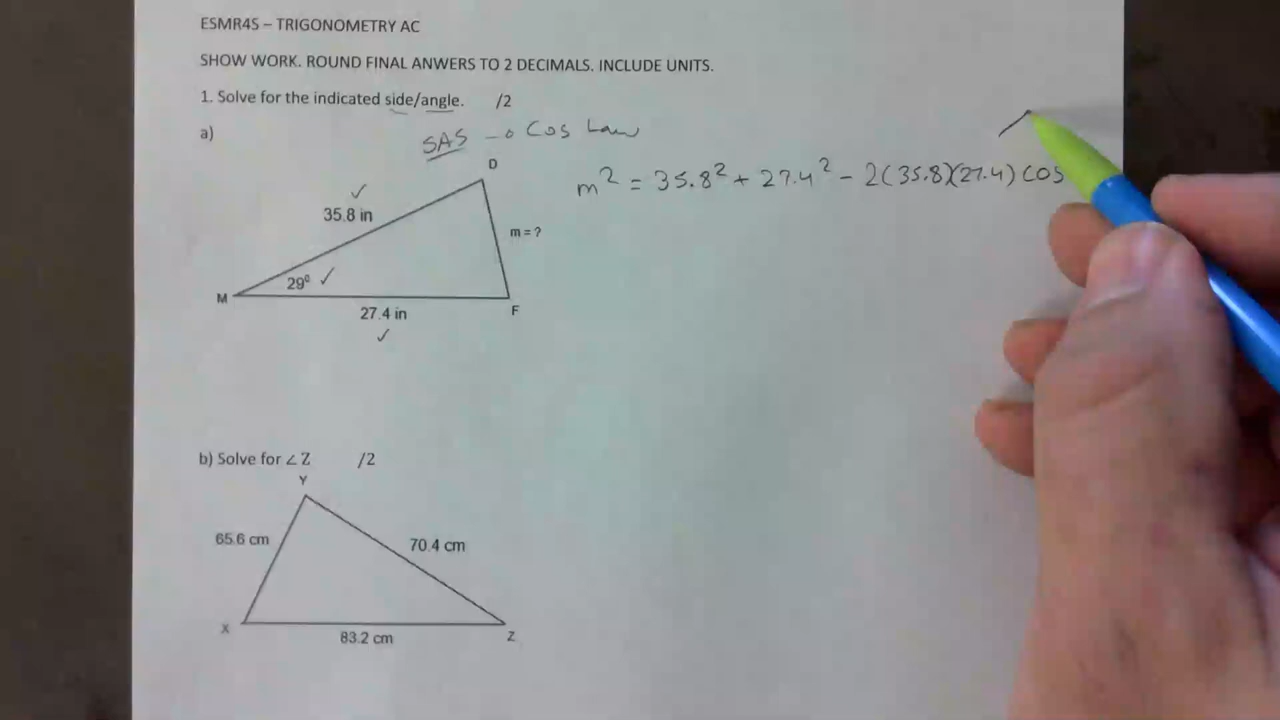 ESMR4S – TRIGONOMETRY AC
SHOW WORK. ROUND FINAL ANWERS TO 2 DECIMALS. INCLUDE UNITS.
1. Solve for the indicated side/angle. /2
a)
SAS → Cos Law
D
m² = 35.8² + 27.4² - 2(35.8)(27.4) cos
✓
35.8 in
m = ?
29⁰ ✓
M
27.4 in
F
✓
b) Solve for ∠Z /2
Y
65.6 cm
70.4 cm
X
83.2 cm
Z